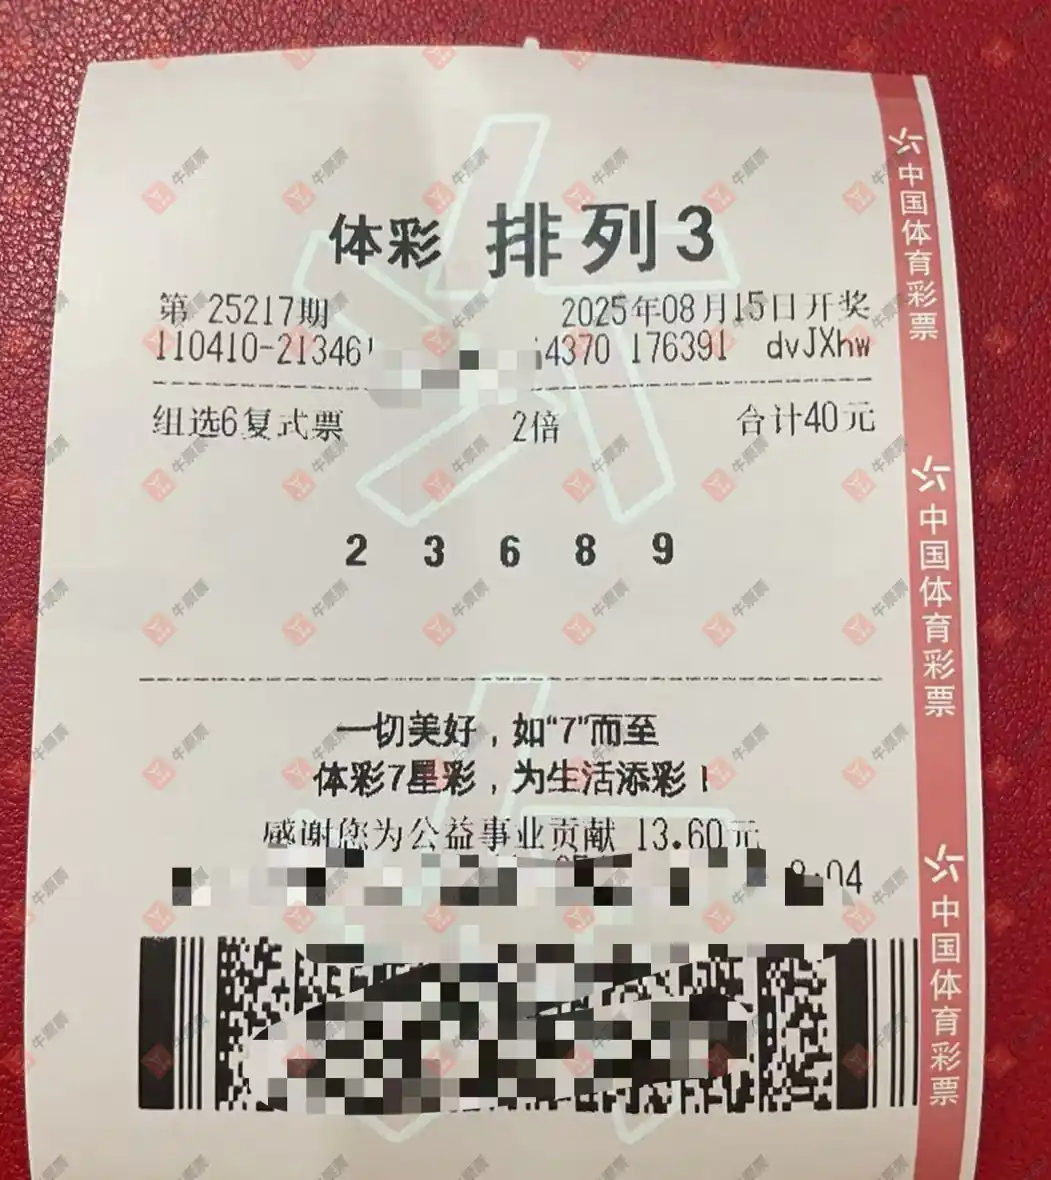 体彩 排列3
第 25217期 2025年08月15日开奖
110410-21346 4370 176391 dvJXhw
组选6复式票 2倍 合计40元
2 3 6 8 9
一切美好，如“7”而至
体彩7星彩，为生活添彩！
感谢您为公益事业贡献 13.60元
:04
中国体育彩票
中国体育彩票
中国体育彩票
牛票票